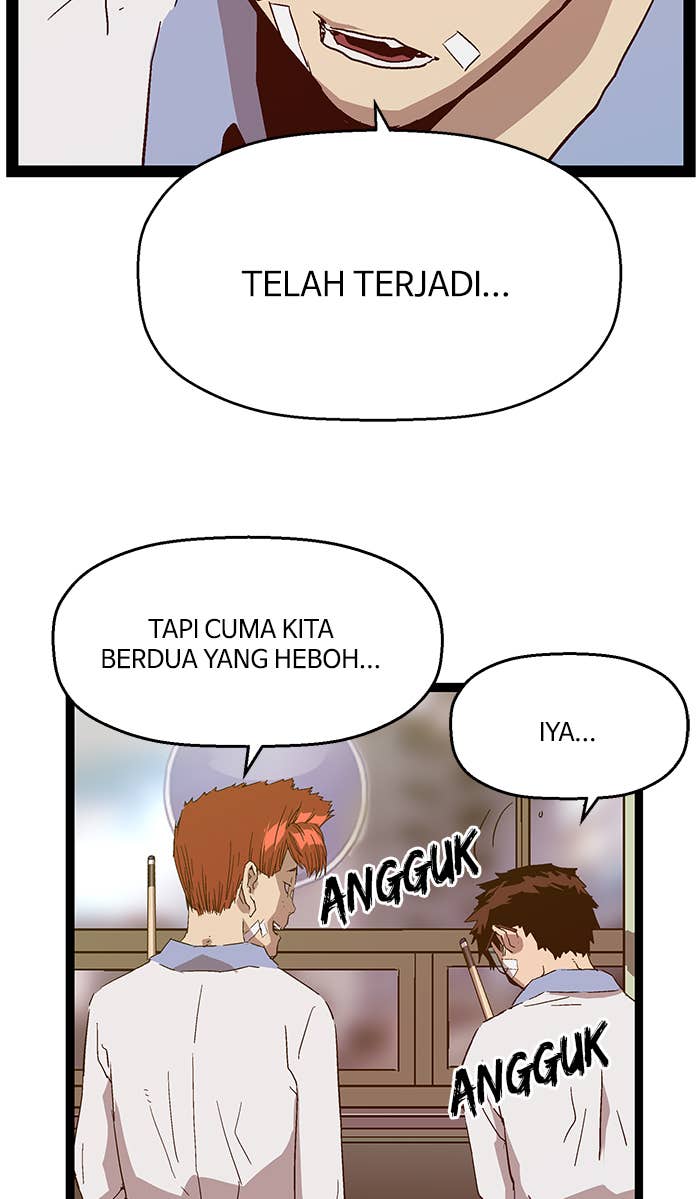 TELAH TERJADI...
TAPI CUMA KITA
BERDUA YANG HEBOH...
IYA...
ANGGUK
ANGGUK